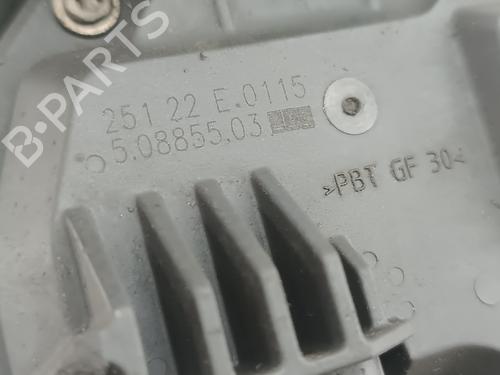 B-PARTS
251 22 E.0115
5.08855.03
>PBT GF 30<